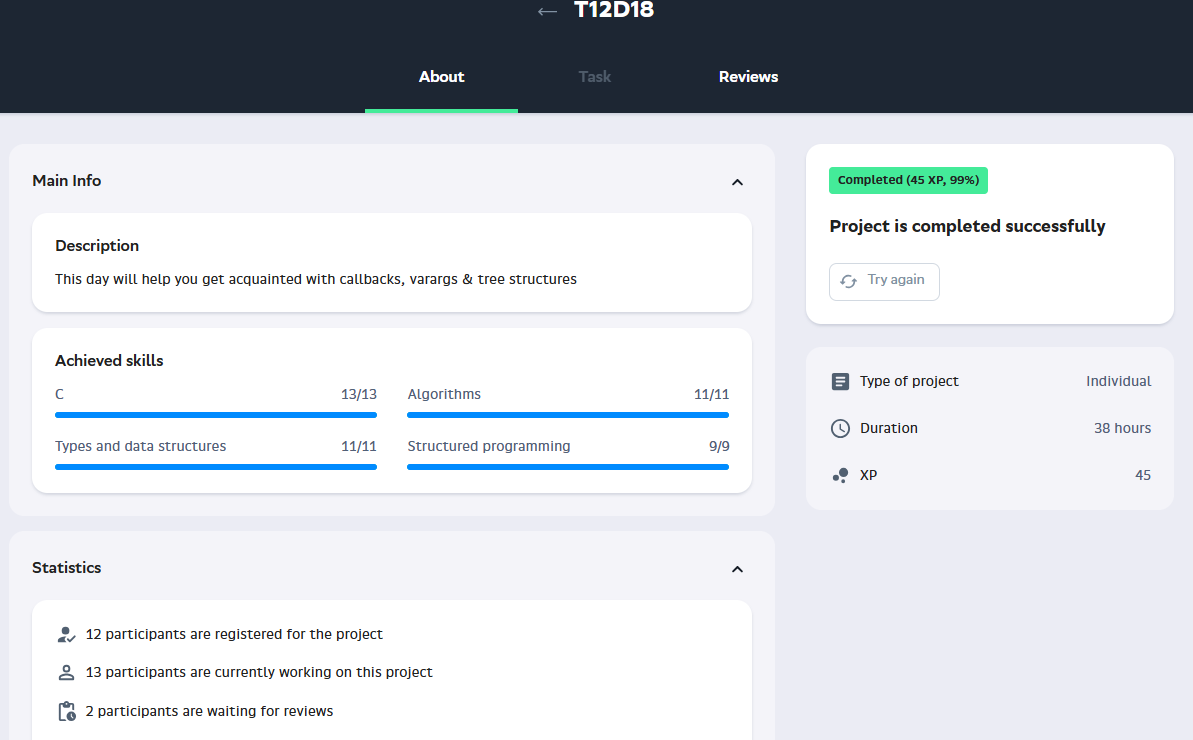 T12D18
About
Task
Reviews
Main Info
Description
This day will help you get acquainted with callbacks, varargs & tree structures
Achieved skills
C 13/13
Algorithms 11/11
Types and data structures 11/11
Structured programming 9/9
Statistics
12 participants are registered for the project
13 participants are currently working on this project
2 participants are waiting for reviews
Completed (45 XP, 99%)
Project is completed successfully
Try again
Type of project Individual
Duration 38 hours
XP 45